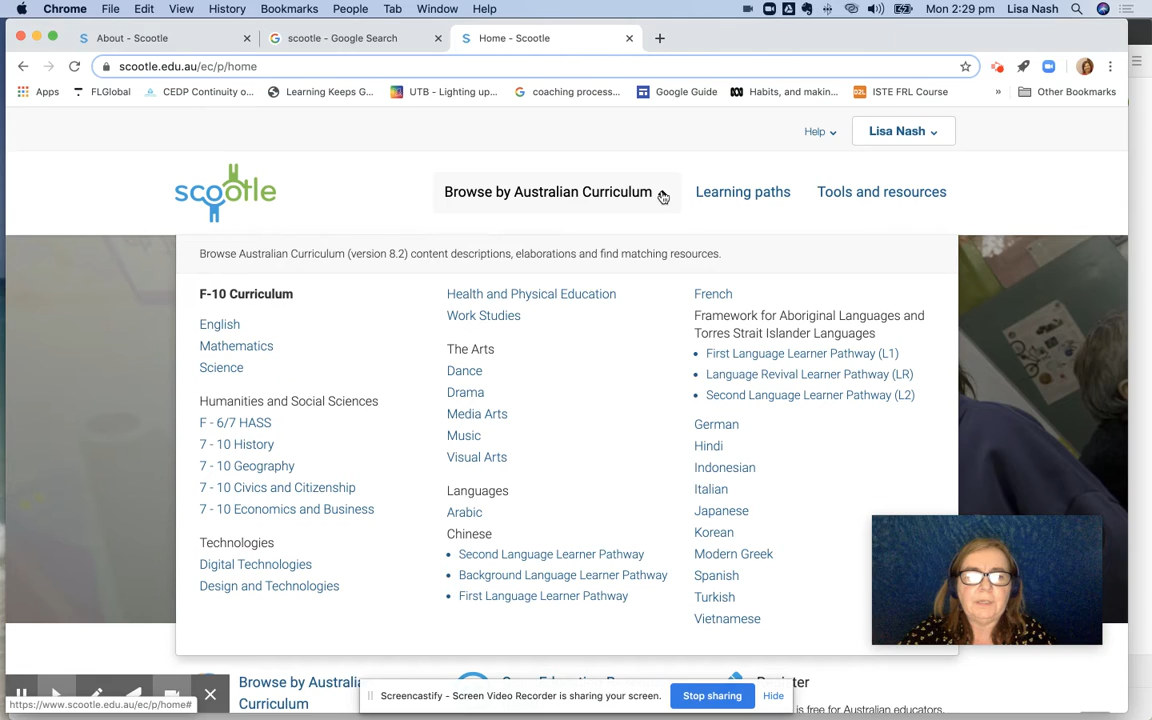 Chrome File Edit View History Bookmarks People Tab Window Help Mon 2:29 pm Lisa Nash
About - Scootle scootle - Google Search Home - Scootle
scootle.edu.au/ec/p/home
Apps FLGlobal CEDP Continuity o... Learning Keeps G... UTB - Lighting up... coaching process... Google Guide Habits, and makin... ISTE FRL Course » Other Bookmarks
Help Lisa Nash
scootle Browse by Australian Curriculum Learning paths Tools and resources
Browse Australian Curriculum (version 8.2) content descriptions, elaborations and find matching resources.
F-10 Curriculum
English
Mathematics
Science
Humanities and Social Sciences
F - 6/7 HASS
7 - 10 History
7 - 10 Geography
7 - 10 Civics and Citizenship
7 - 10 Economics and Business
Technologies
Digital Technologies
Design and Technologies
Health and Physical Education
Work Studies
The Arts
Dance
Drama
Media Arts
Music
Visual Arts
Languages
Arabic
Chinese
• Second Language Learner Pathway
• Background Language Learner Pathway
• First Language Learner Pathway
French
Framework for Aboriginal Languages and
Torres Strait Islander Languages
• First Language Learner Pathway (L1)
• Language Revival Learner Pathway (LR)
• Second Language Learner Pathway (L2)
German
Hindi
Indonesian
Italian
Japanese
Korean
Modern Greek
Spanish
Turkish
Vietnamese
Browse by Australia
Curriculum
Screencastify - Screen Video Recorder is sharing your screen. Stop sharing Hide
is free for Australian educators.
https://www.scootle.edu.au/ec/p/home#